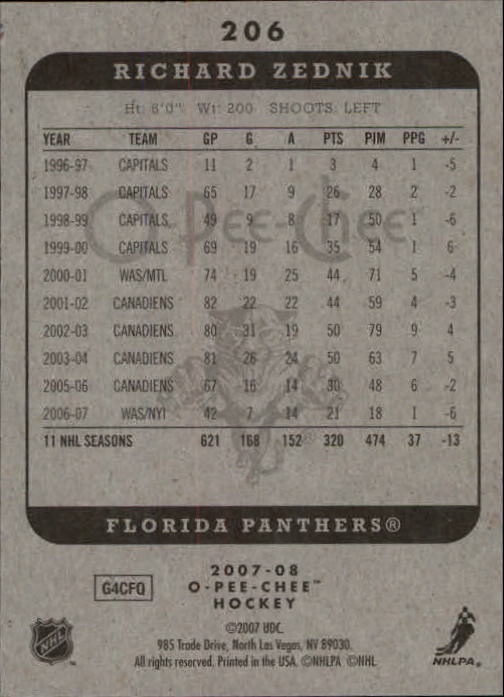 206
RICHARD ZEDNIK
Ht: 6'0" Wt: 200 SHOOTS: LEFT
YEAR TEAM GP G A PTS PIM PPG +/-
1996-97 CAPITALS 11 2 1 3 4 1 -5
1997-98 CAPITALS 65 17 9 26 28 2 -2
1998-99 CAPITALS 49 9 8 17 50 1 -6
1999-00 CAPITALS 69 19 16 35 54 1 6
2000-01 WAS/MTL 74 19 25 44 71 5 -4
2001-02 CANADIENS 82 22 22 44 59 4 -3
2002-03 CANADIENS 80 31 19 50 79 9 4
2003-04 CANADIENS 81 26 24 50 63 7 5
2005-06 CANADIENS 67 16 14 30 48 6 -2
2006-07 WAS/NYI 42 7 14 21 18 1 -6
11 NHL SEASONS 621 168 152 320 474 37 -13
O-Pee-Chee
FLORIDA PANTHERS®
2007-08
G4CFO O-PEE-CHEE™
HOCKEY
©2007 UDC.
985 Trade Drive, North Las Vegas, NV 89030.
All rights reserved. Printed in the USA. ©NHLPA ©NHL
NHL
NHLPA®